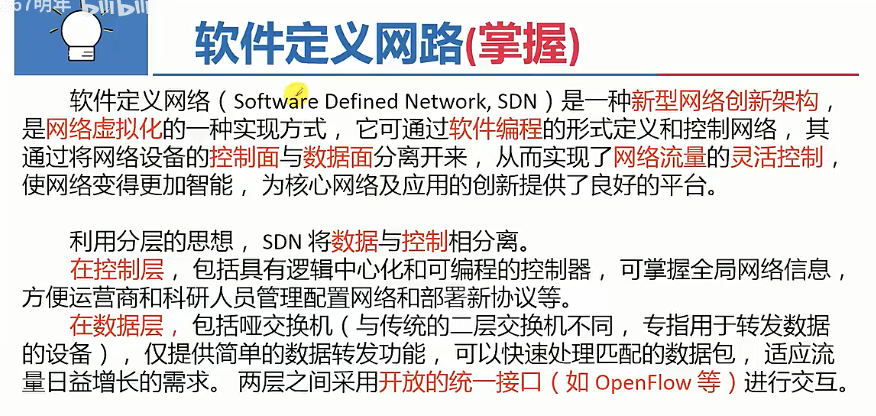 67明年 bilibili
软件定义网路(掌握)
软件定义网络（Software Defined Network, SDN）是一种新型网络创新架构，
是网络虚拟化的一种实现方式，它可通过软件编程的形式定义和控制网络，其
通过将网络设备的控制面与数据面分离开来，从而实现了网络流量的灵活控制，
使网络变得更加智能，为核心网络及应用的创新提供了良好的平台。
利用分层的思想，SDN 将数据与控制相分离。
在控制层，包括具有逻辑中心化和可编程的控制器，可掌握全局网络信息，
方便运营商和科研人员管理配置网络和部署新协议等。
在数据层，包括哑交换机（与传统的二层交换机不同，专指用于转发数据
的设备），仅提供简单的数据转发功能，可以快速处理匹配的数据包，适应流
量日益增长的需求。两层之间采用开放的统一接口（如 OpenFlow 等）进行交互。